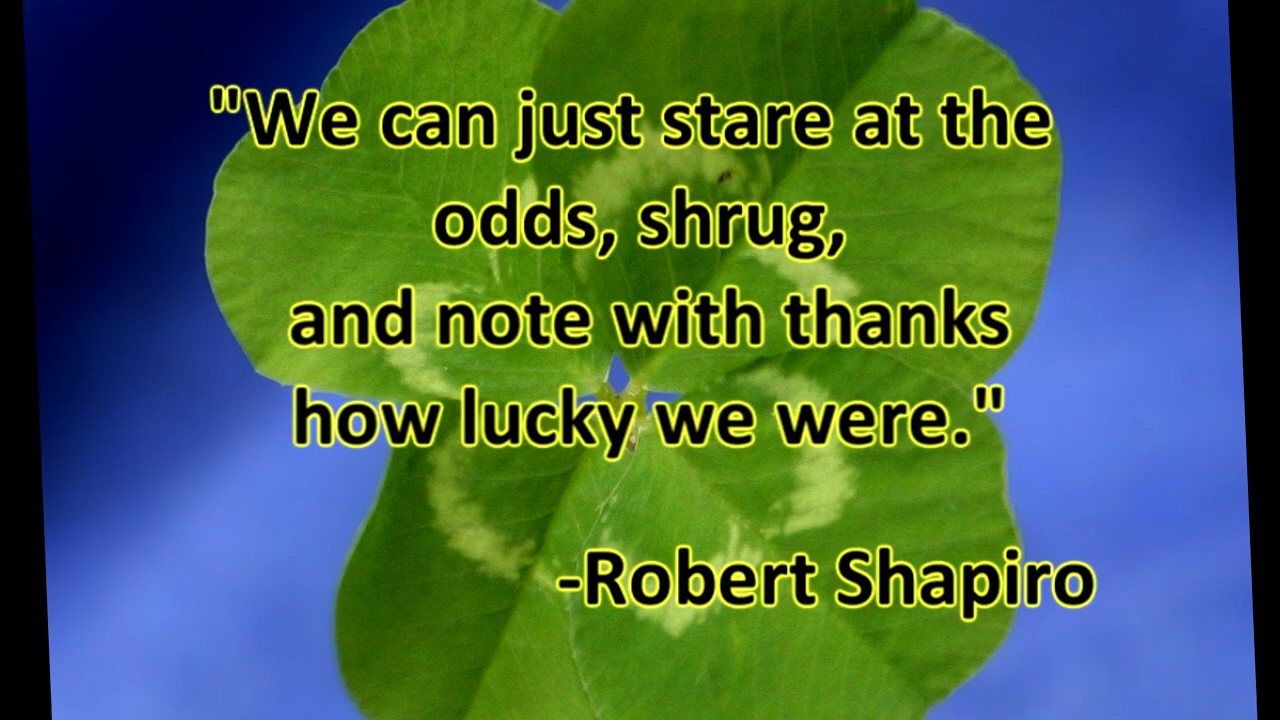 "We can just stare at the
odds, shrug,
and note with thanks
how lucky we were."
-Robert Shapiro